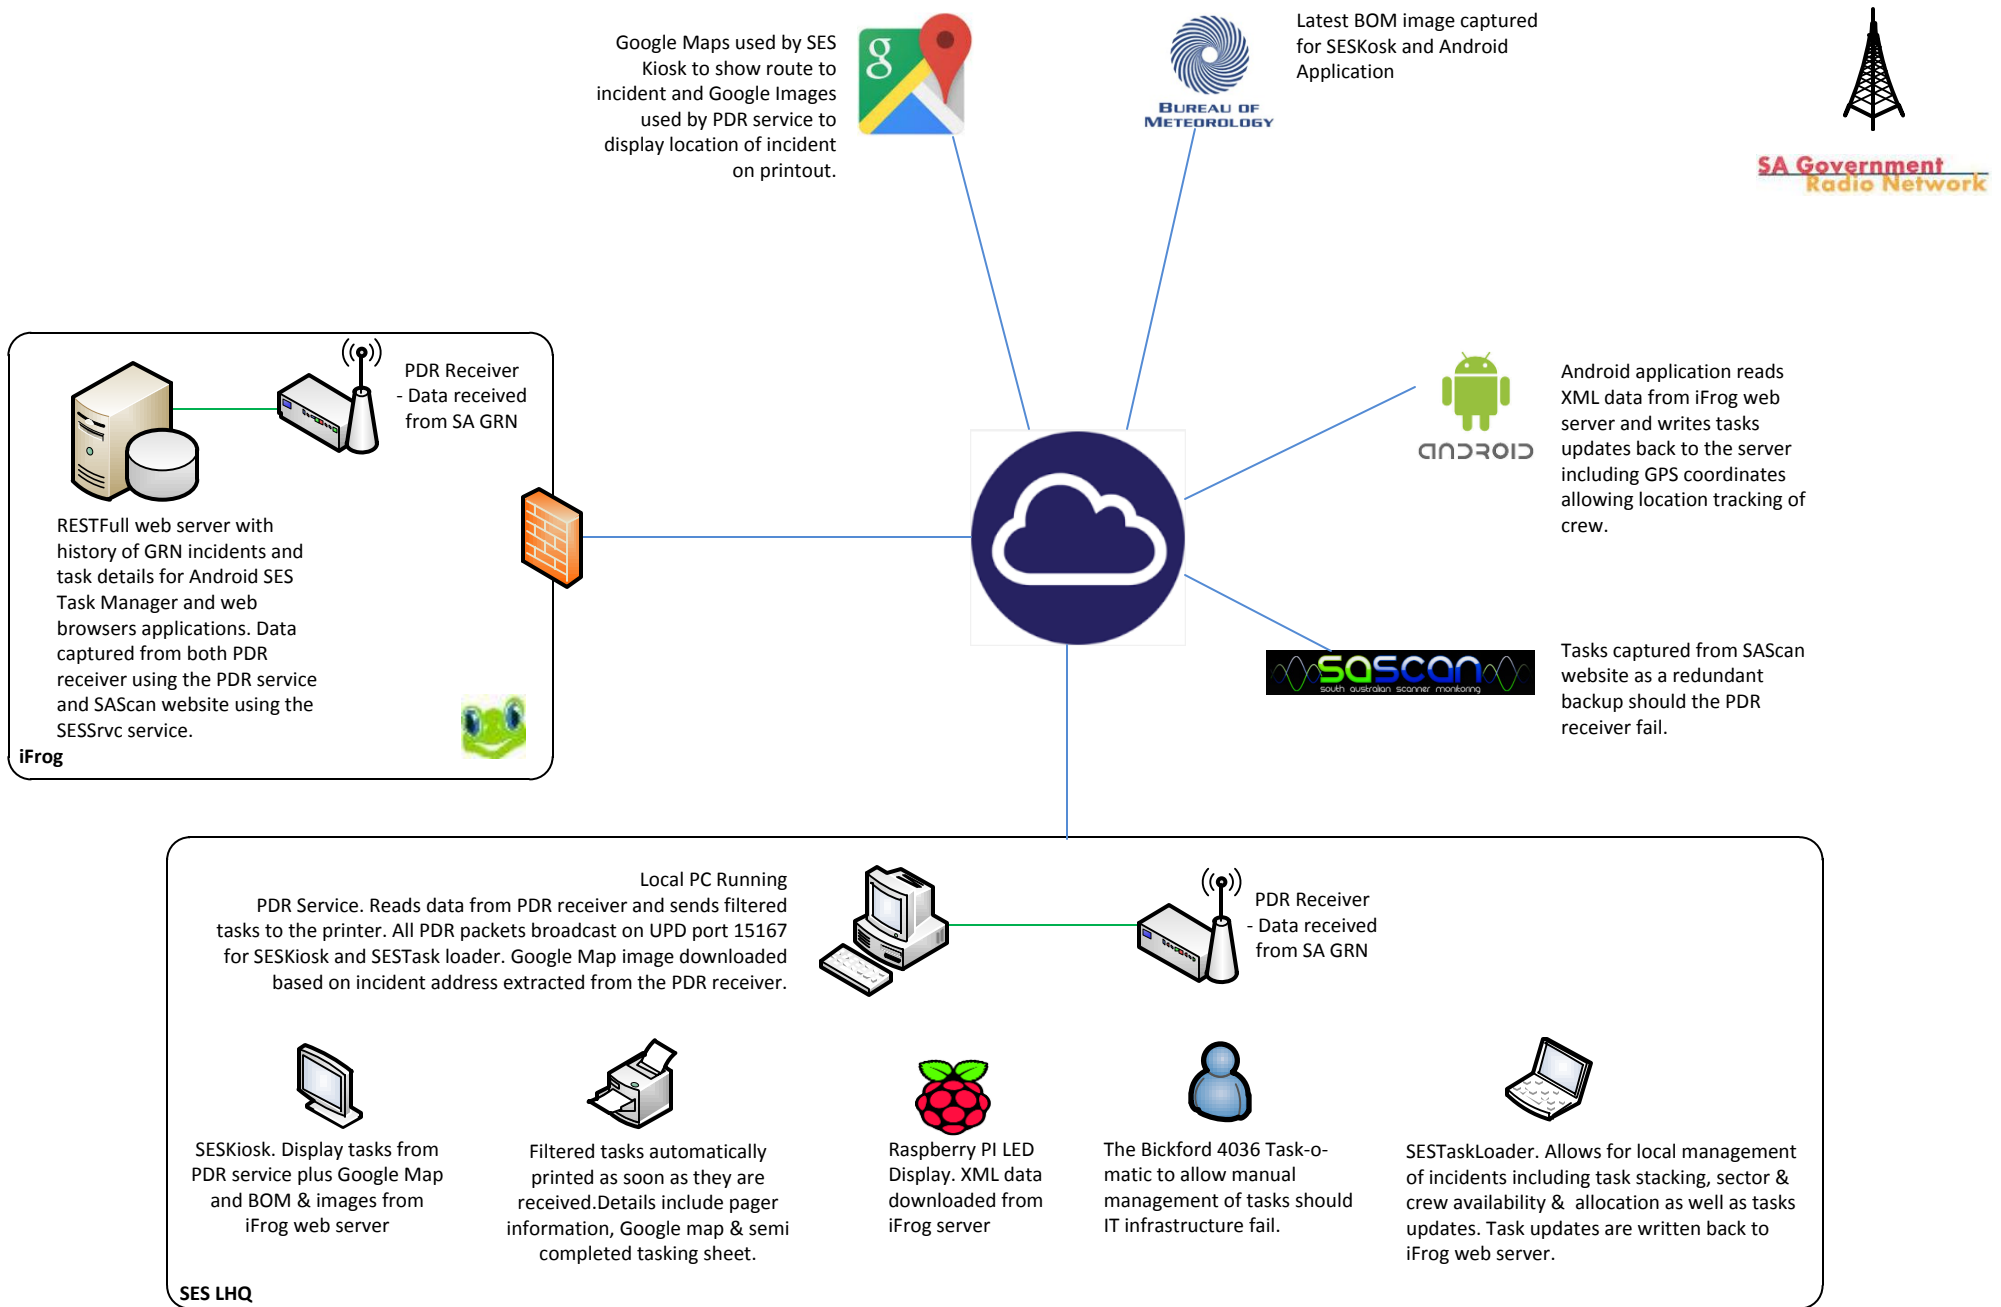 Google Maps used by SES
Kiosk to show route to
incident and Google Images
used by PDR service to
display location of incident
on printout.
g
BUREAU OF
METEOROLOGY
Latest BOM image captured
for SESKosk and Android
Application
SA Government
Radio Network
PDR Receiver
- Data received
from SA GRN
RESTFull web server with
history of GRN incidents and
task details for Android SES
Task Manager and web
browsers applications. Data
captured from both PDR
receiver using the PDR service
and SAScan website using the
SESSrvc service.
iFrog
ANDROID
Android application reads
XML data from iFrog web
server and writes tasks
updates back to the server
including GPS coordinates
allowing location tracking of
crew.
sascan
south australian scanner monitoring
Tasks captured from SAScan
website as a redundant
backup should the PDR
receiver fail.
Local PC Running
PDR Service. Reads data from PDR receiver and sends filtered
tasks to the printer. All PDR packets broadcast on UPD port 15167
for SESKiosk and SESTask loader. Google Map image downloaded
based on incident address extracted from the PDR receiver.
PDR Receiver
- Data received
from SA GRN
SESKiosk. Display tasks from
PDR service plus Google Map
and BOM & images from
iFrog web server
Filtered tasks automatically
printed as soon as they are
received.Details include pager
information, Google map & semi
completed tasking sheet.
Raspberry PI LED
Display. XML data
downloaded from
iFrog server
The Bickford 4036 Task-o-
matic to allow manual
management of tasks should
IT infrastructure fail.
SESTaskLoader. Allows for local management
of incidents including task stacking, sector &
crew availability &  allocation as well as tasks
updates. Task updates are written back to
iFrog web server.
SES LHQ